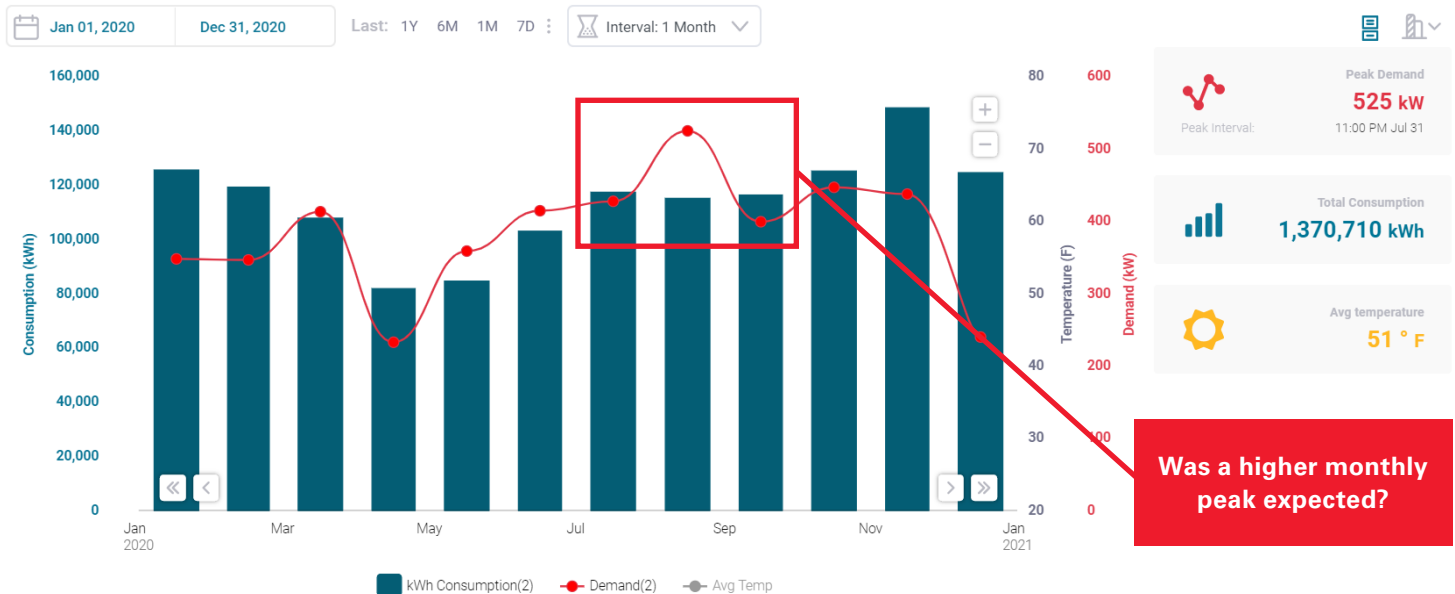 Jan 01, 2020 Dec 31, 2020 Last: 1Y 6M 1M 7D Interval: 1 Month
Peak Demand
525 kW
Peak Interval: 11:00 PM Jul 31
Total Consumption
1,370,710 kWh
Avg temperature
51 ° F
Consumption (kWh)
160,000
140,000
120,000
100,000
80,000
60,000
40,000
20,000
0
Temperature (F)
80
70
60
50
40
30
20
Demand (kW)
600
500
400
300
200
100
0
Jan Mar May Jul Sep Nov Jan
2020 2021
kWh Consumption(2) Demand(2) Avg Temp
Was a higher monthly
peak expected?